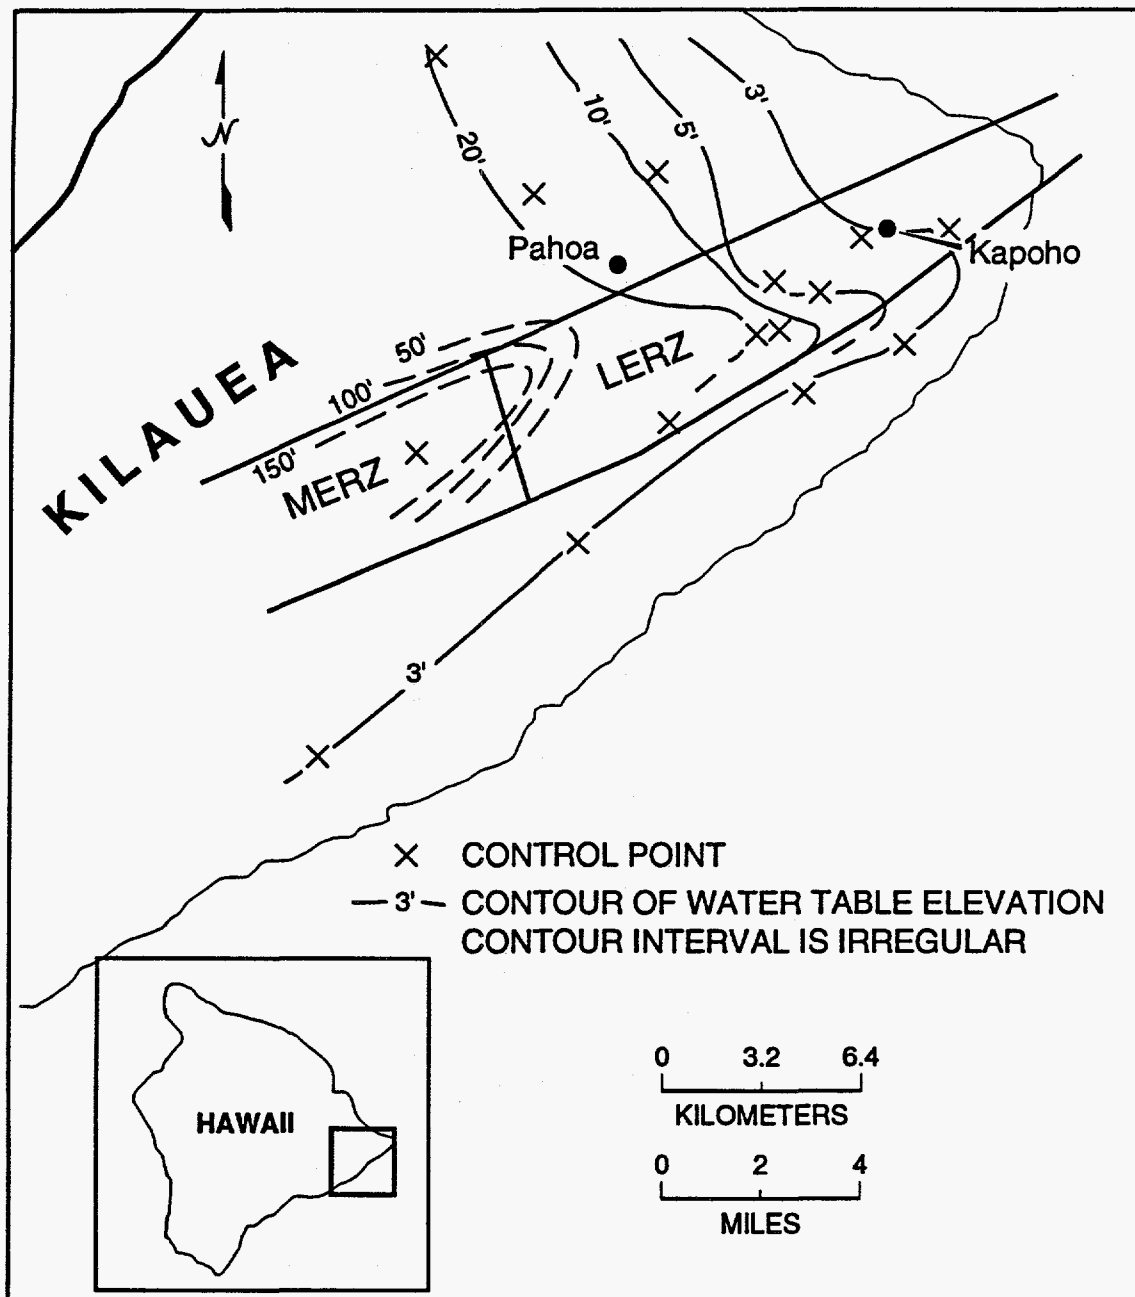 3'
10'
5'
N
20'
Pahoa
Kapoho
50'
LERZ
100'
KILAUEA
150'
MERZ
3'
× CONTROL POINT
— 3' — CONTOUR OF WATER TABLE ELEVATION
CONTOUR INTERVAL IS IRREGULAR
0 3.2 6.4
KILOMETERS
HAWAII
0 2 4
MILES